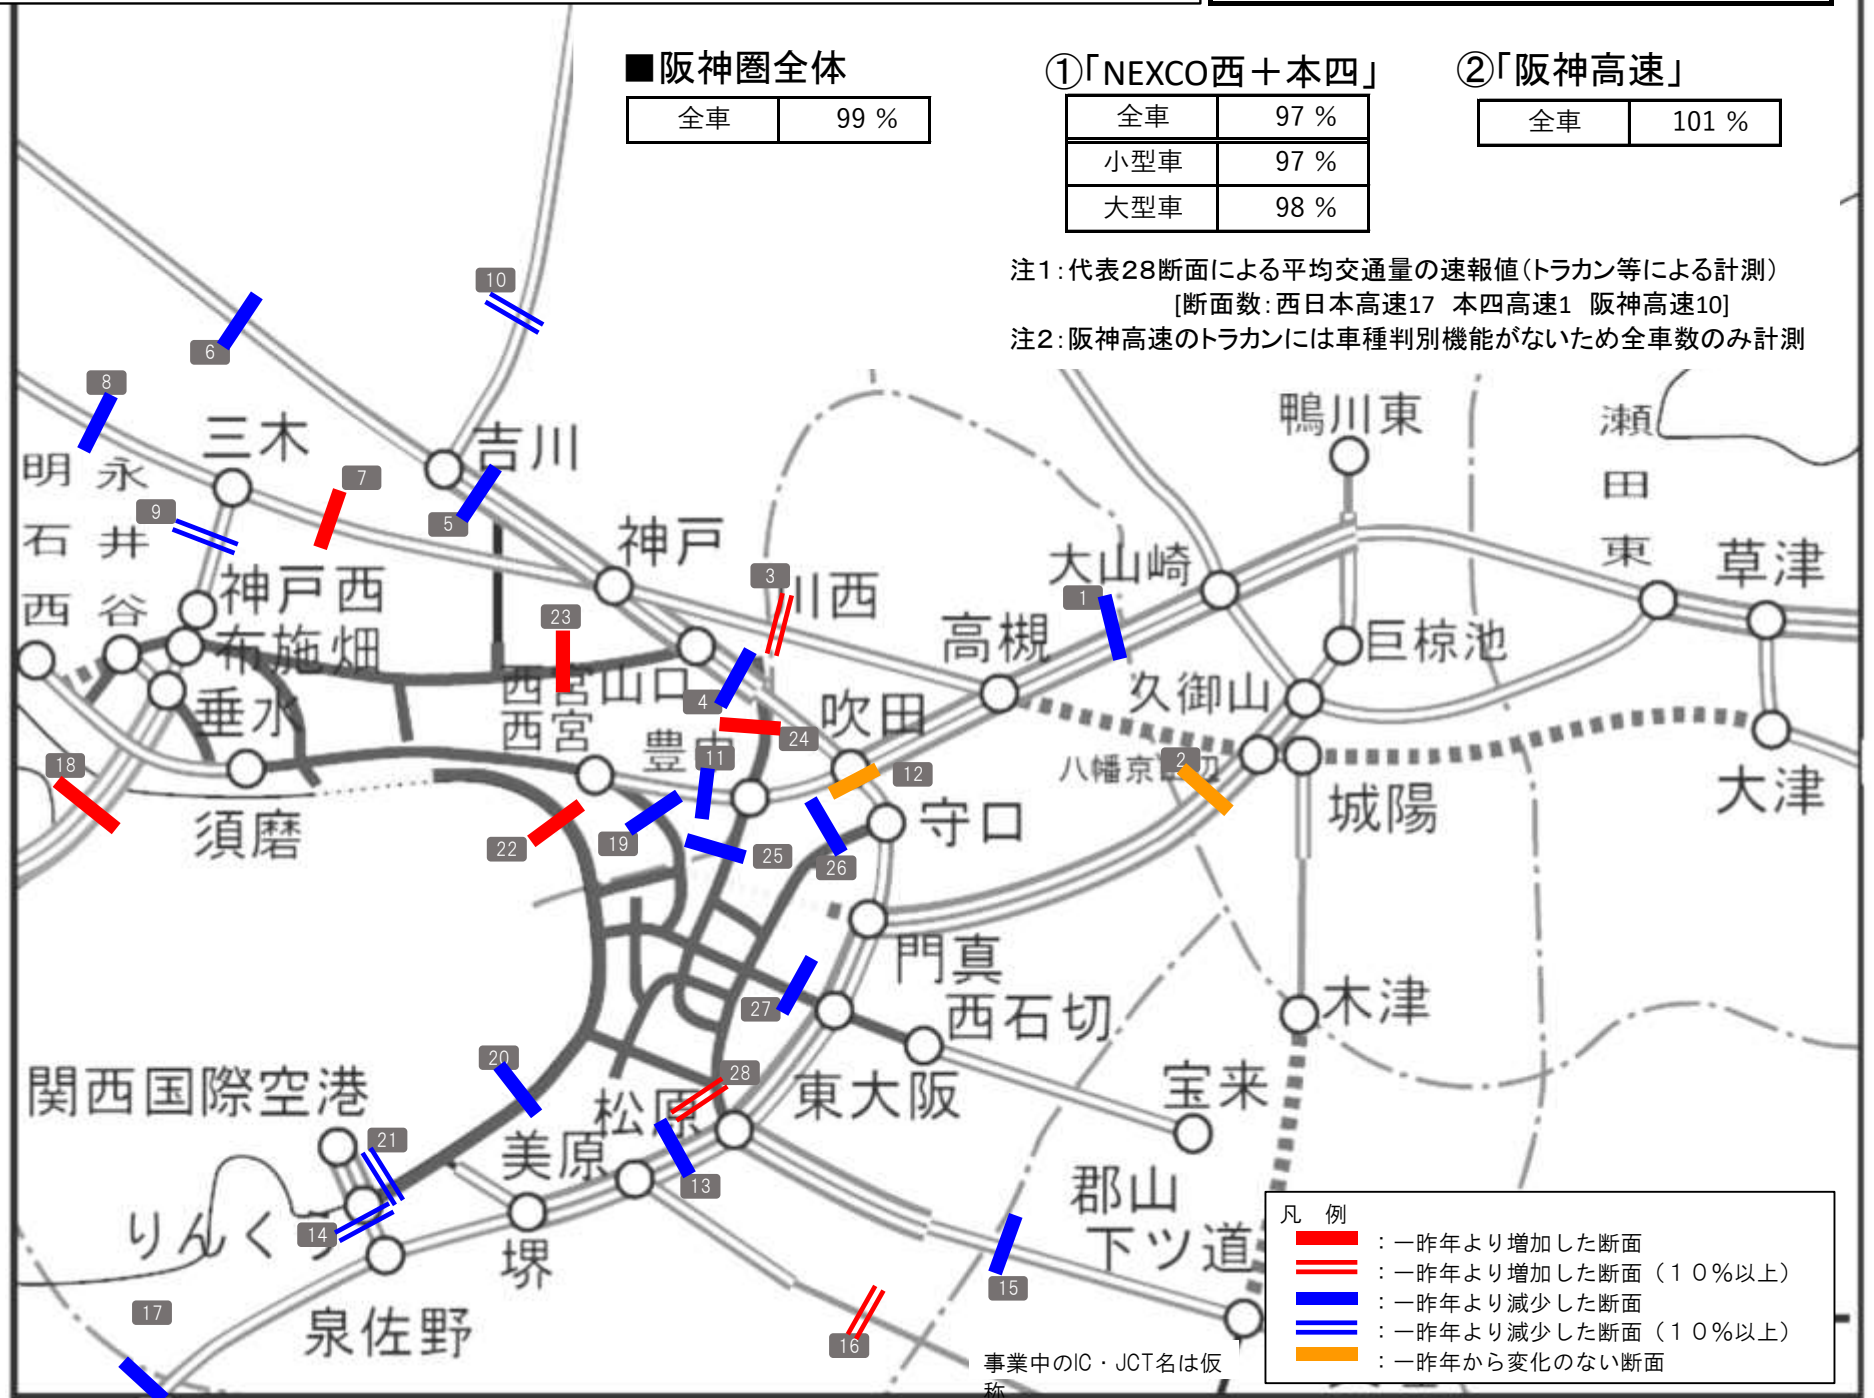 ■阪神圏全体
全車 99 %
①「NEXCO西＋本四」
全車 97 %
小型車 97 %
大型車 98 %
②「阪神高速」
全車 101 %
注１：代表２８断面による平均交通量の速報値（トラカン等による計測）
[断面数：西日本高速17　本四高速1　阪神高速10]
注２：阪神高速のトラカンには車種判別機能がないため全車数のみ計測
10
6
8
三木
吉川
鴨川東
瀬田東
明石西
永井谷
7
9
5
神戸
大山崎
草津
神戸西
3
川西
1
布施畑
23
高槻
巨椋池
西宮山口
4
久御山
垂水
西宮
吹田
24
豊中
11
12
八幡京田辺
2
18
大津
須磨
城陽
守口
22
19
25
26
門真
27
西石切
木津
20
28
関西国際空港
松原
東大阪
宝来
21
美原
13
郡山下ツ道
りんくう
14
堺
15
17
泉佐野
16
事業中のIC・JCT名は仮称
凡　例
：一昨年より増加した断面
：一昨年より増加した断面（１０％以上）
：一昨年より減少した断面
：一昨年より減少した断面（１０％以上）
：一昨年から変化のない断面